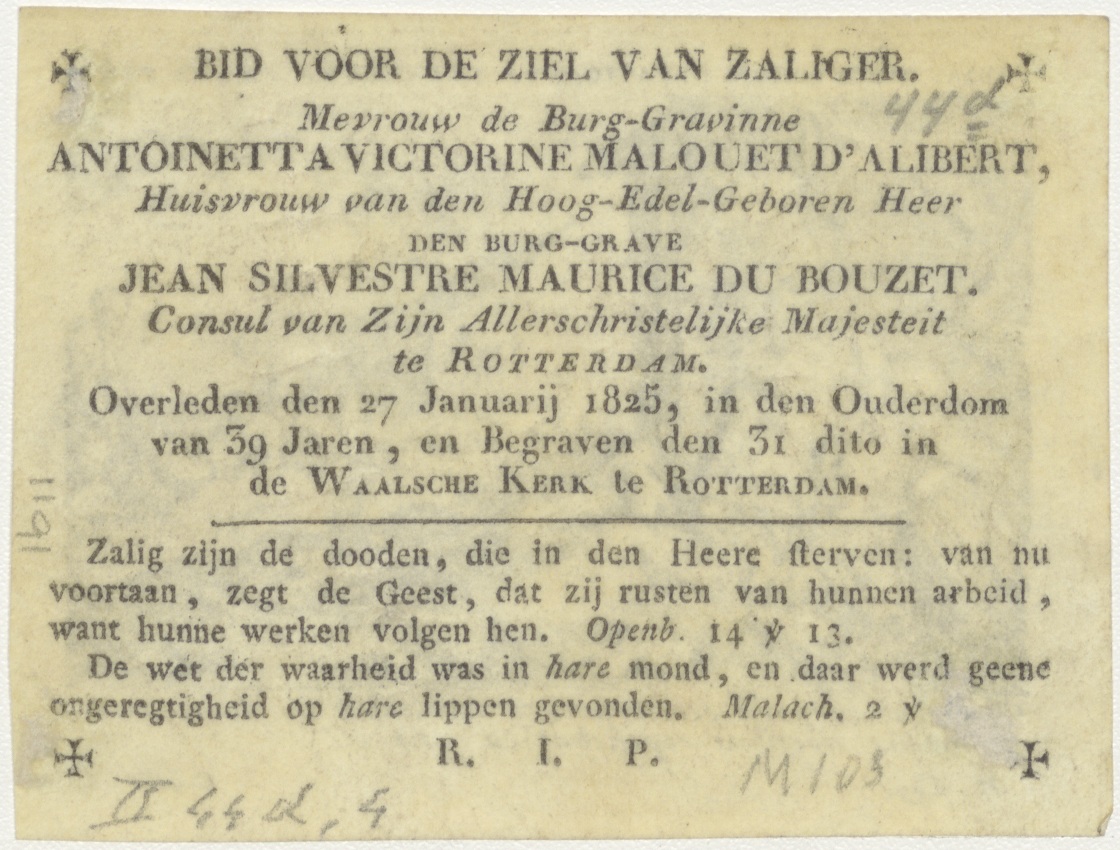 BID VOOR DE ZIEL VAN ZALIGER.
44d
Mevrouw de Burg-Gravinne
ANTOINETTA VICTORINE MALOUET D'ALIBERT,
Huisvrouw van den Hoog-Edel-Geboren Heer
DEN BURG-GRAVE
JEAN SILVESTRE MAURICE DU BOUZET.
Consul van Zijn Allerschristelijke Majesteit
te ROTTERDAM.
Overleden den 27 Januarij 1825, in den Ouderdom
van 39 Jaren, en Begraven den 31 dito in
de WAALSCHE KERK te ROTTERDAM.
1611
Zalig zijn de dooden, die in den Heere ſterven: van nu
voortaan, zegt de Geest, dat zij rusten van hunnen arbeid,
want hunne werken volgen hen. Openb. 14 ℣ 13.
De wet der waarheid was in hare mond, en daar werd geene
ongeregtigheid op hare lippen gevonden. Malach. 2 ℣
R. I. P.
M103
II 44d, 4